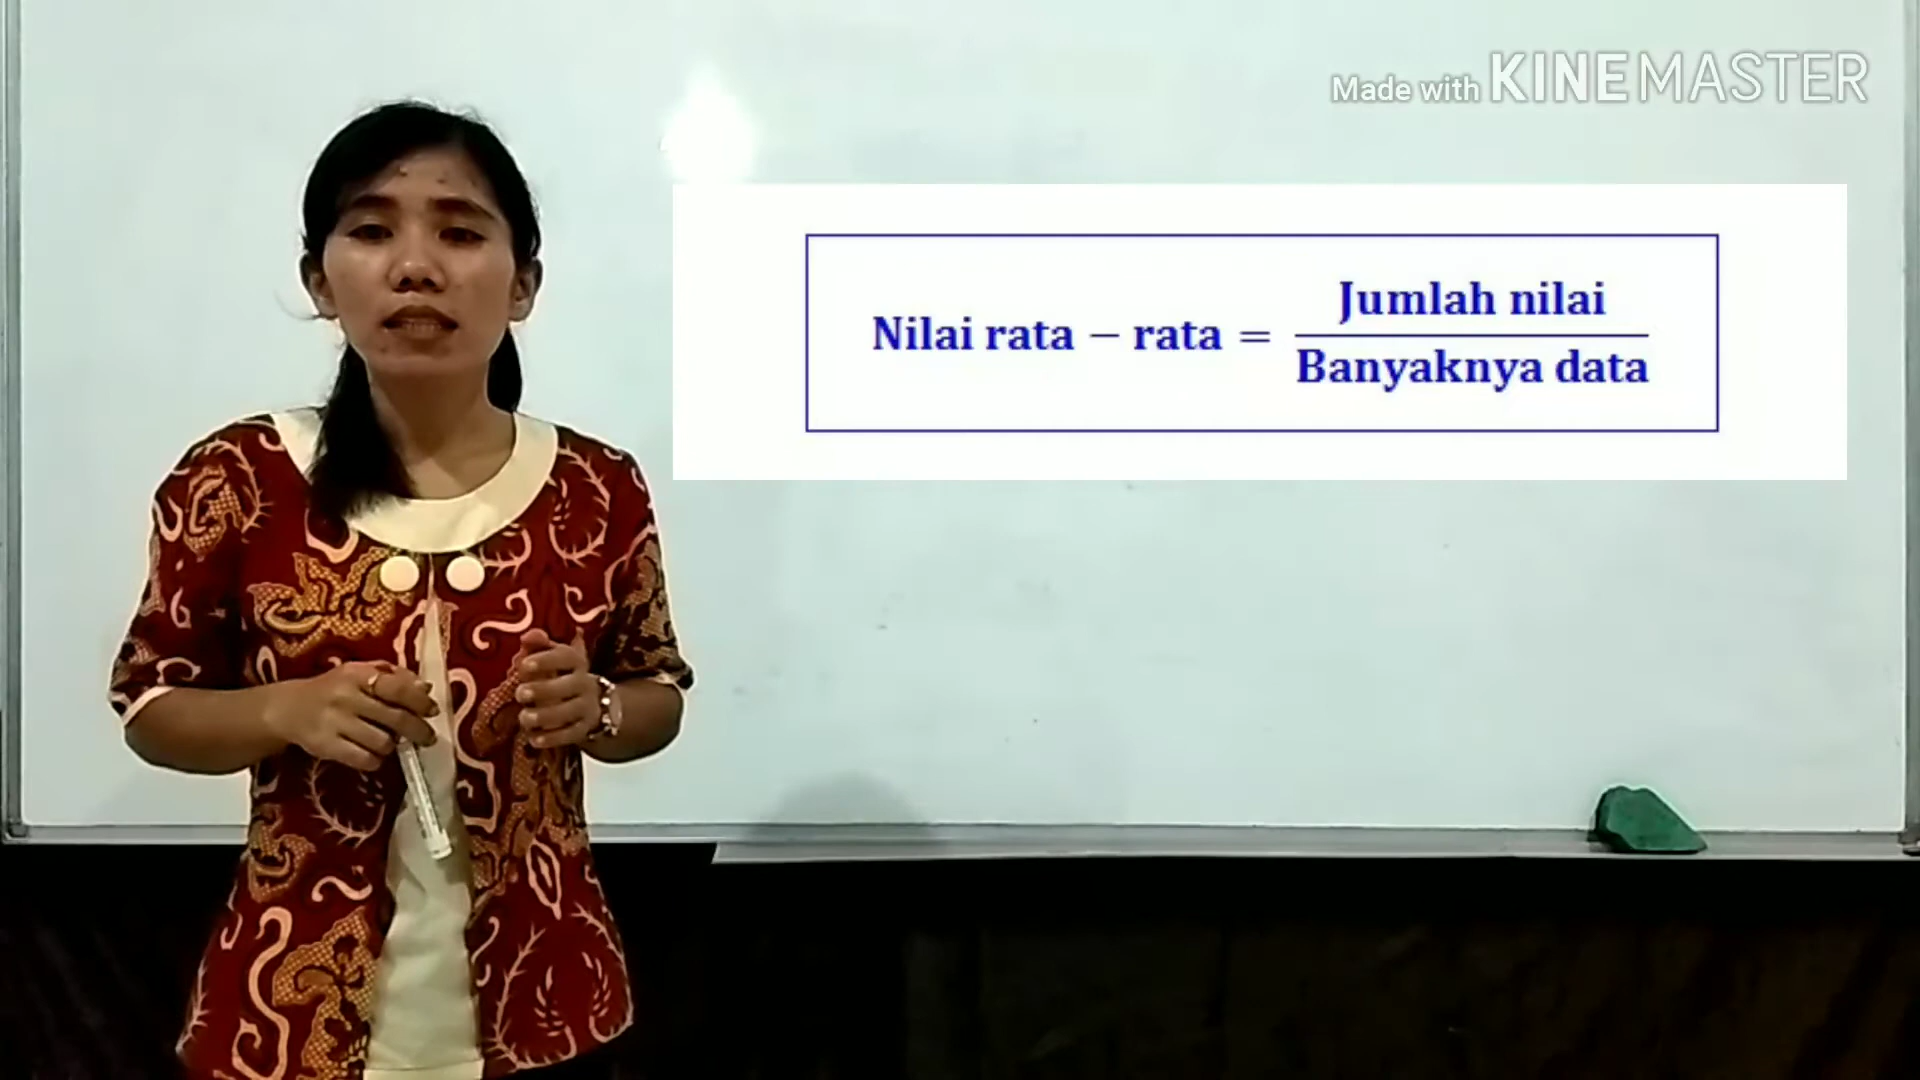 Made with KINEMASTER
Jumlah nilai
Nilai rata – rata =
Banyaknya data